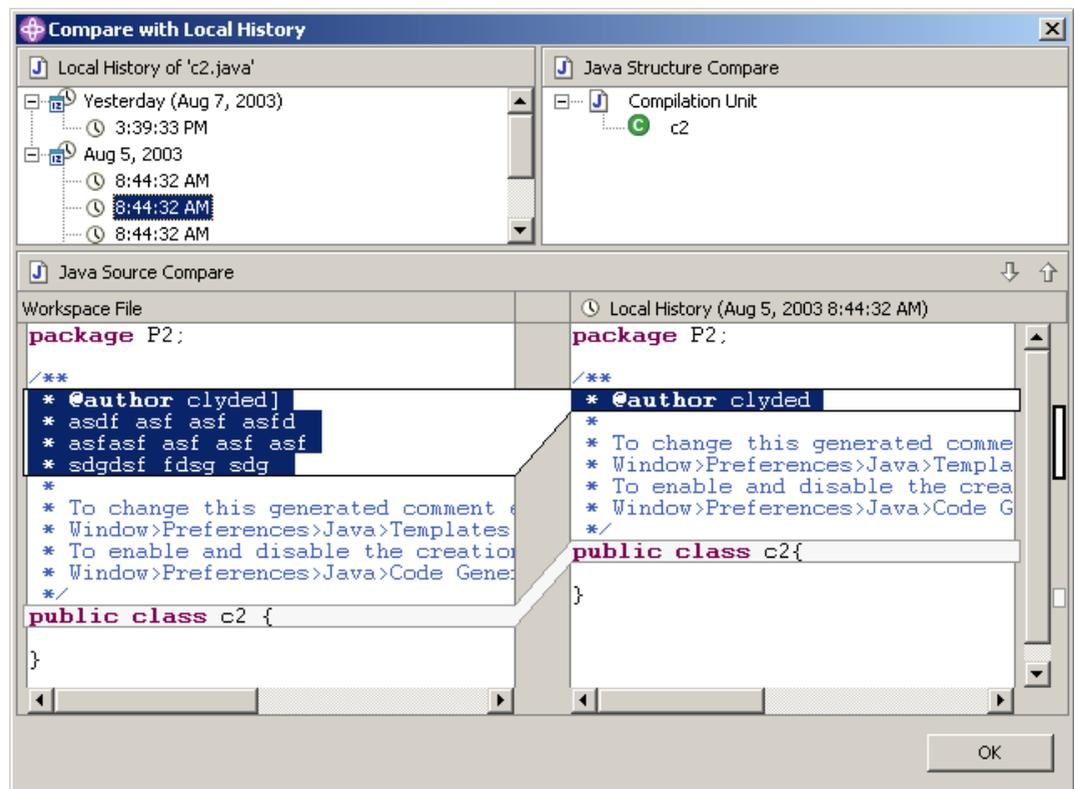 Compare with Local History
Local History of 'c2.java'
Yesterday (Aug 7, 2003)
3:39:33 PM
Aug 5, 2003
8:44:32 AM
8:44:32 AM
8:44:32 AM
Java Structure Compare
Compilation Unit
c2
Java Source Compare
Workspace File
package P2;
/**
* @author clyded]
* asdf asf asf asfd
* asfasf asf asf asf
* sdgdsf fdsg sdg
*
* To change this generated comment
* Window>Preferences>Java>Templates
* To enable and disable the creation
* Window>Preferences>Java>Code Gene
*/
public class c2 {
}
Local History (Aug 5, 2003 8:44:32 AM)
package P2;
/**
* @author clyded
*
* To change this generated comme
* Window>Preferences>Java>Templa
* To enable and disable the crea
* Window>Preferences>Java>Code G
*/
public class c2{
}
OK